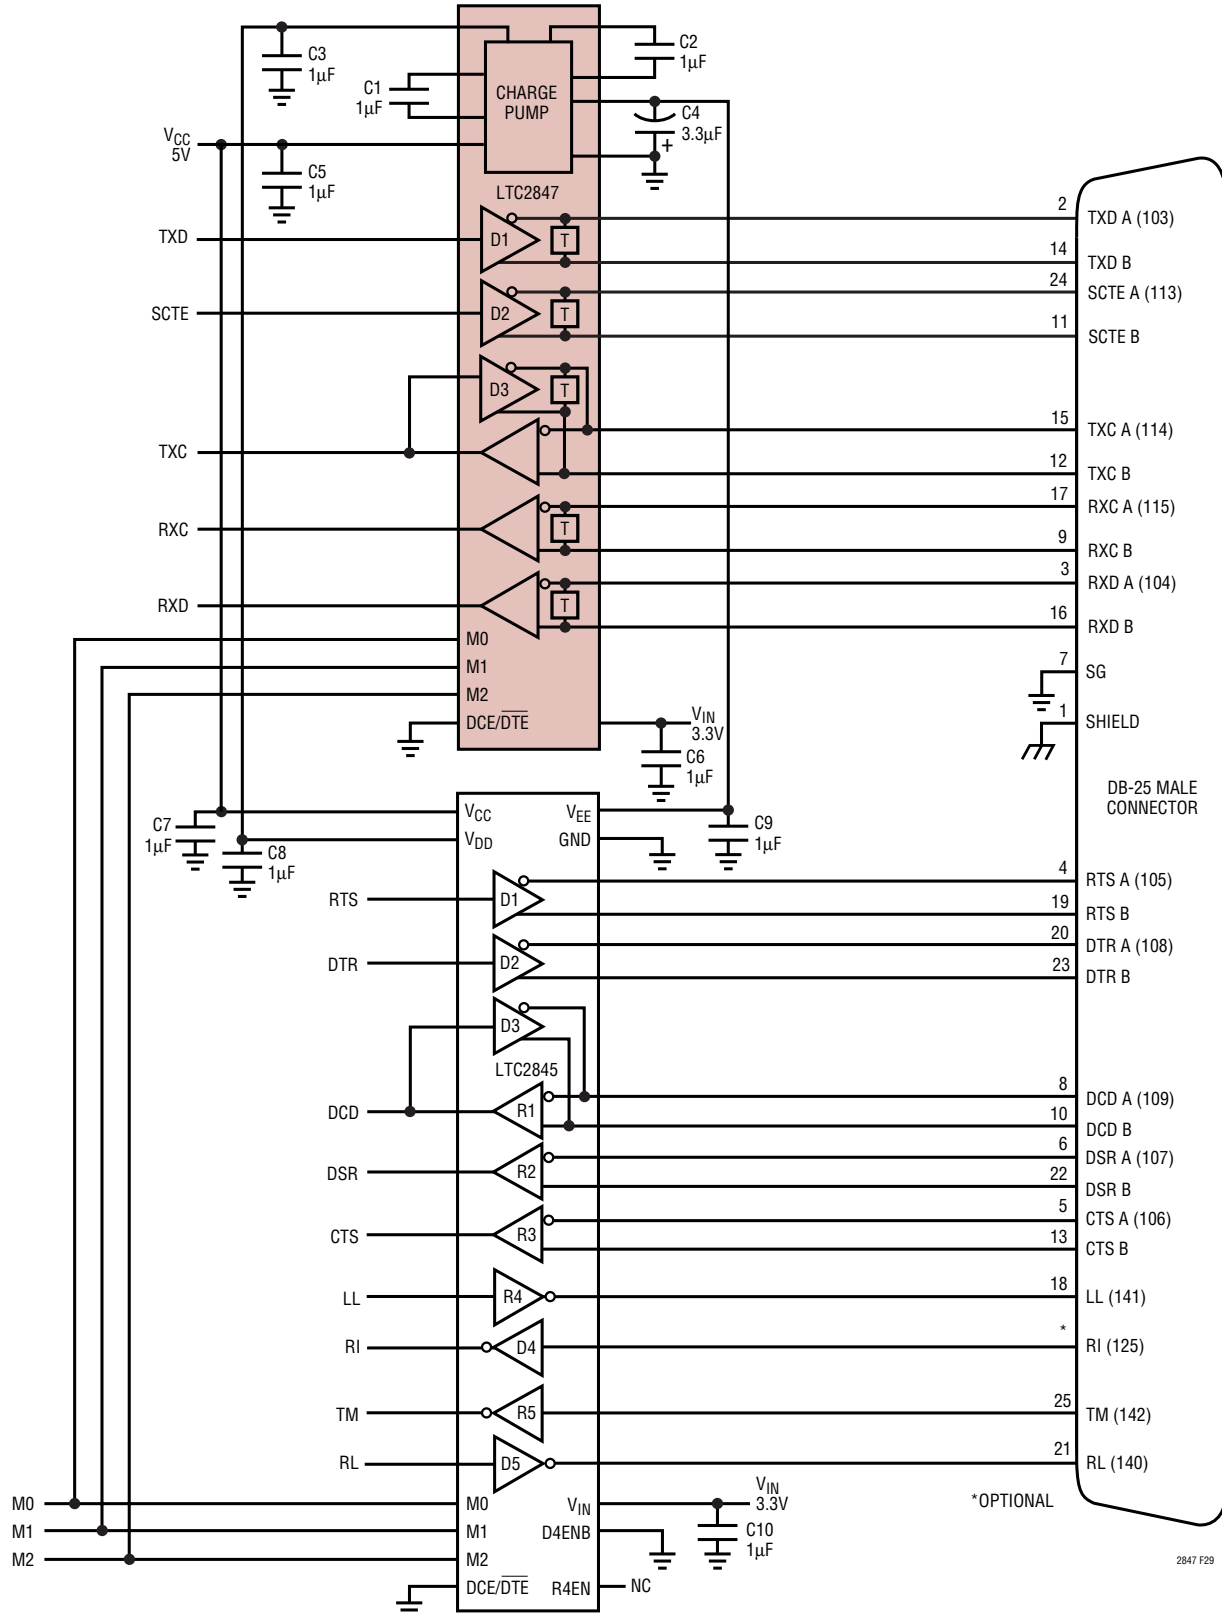 C3
1µF
C2
1µF
C1
1µF
CHARGE
PUMP
C4
3.3µF
+
VCC
5V
C5
1µF
LTC2847
TXD
D1
T
2
TXD A (103)
14
TXD B
SCTE
D2
T
24
SCTE A (113)
11
SCTE B
D3
T
TXC
15
TXC A (114)
12
TXC B
RXC
T
17
RXC A (115)
9
RXC B
RXD
T
3
RXD A (104)
16
RXD B
M0
M1
M2
DCE/DTE
7
SG
1
SHIELD
VIN
3.3V
C6
1µF
DB-25 MALE
CONNECTOR
C7
1µF
VCC
VDD
VEE
GND
C8
1µF
C9
1µF
RTS
D1
4
RTS A (105)
19
RTS B
DTR
D2
20
DTR A (108)
23
DTR B
D3
LTC2845
DCD
R1
8
DCD A (109)
10
DCD B
DSR
R2
6
DSR A (107)
22
DSR B
CTS
R3
5
CTS A (106)
13
CTS B
LL
R4
18
LL (141)
RI
D4
*
RI (125)
TM
R5
25
TM (142)
RL
D5
21
RL (140)
M0
M0
M1
M1
M2
M2
DCE/DTE
VIN
D4ENB
R4EN
VIN
3.3V
C10
1µF
NC
*OPTIONAL
2847 F29